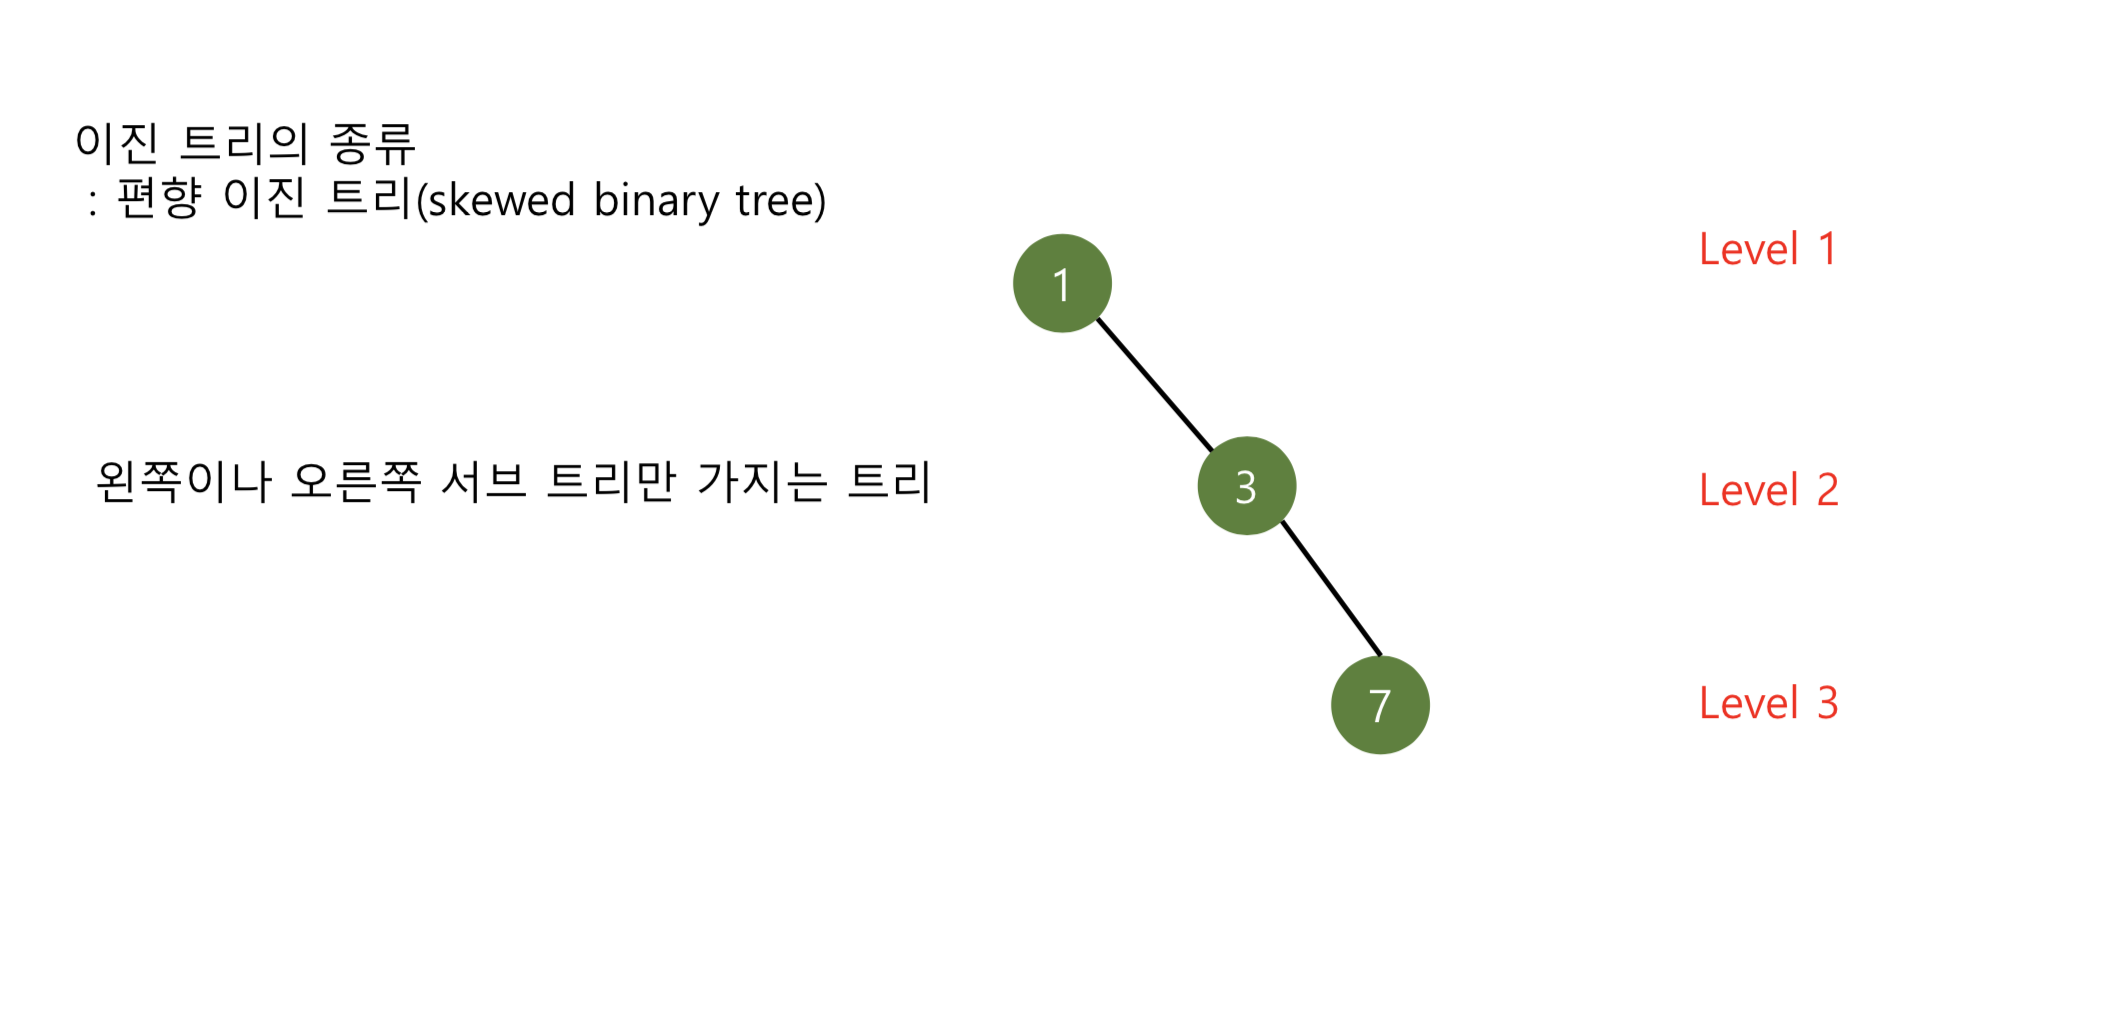 이진 트리의 종류
: 편향 이진 트리(skewed binary tree)
Level 1
1
왼쪽이나 오른쪽 서브 트리만 가지는 트리
3
Level 2
7
Level 3